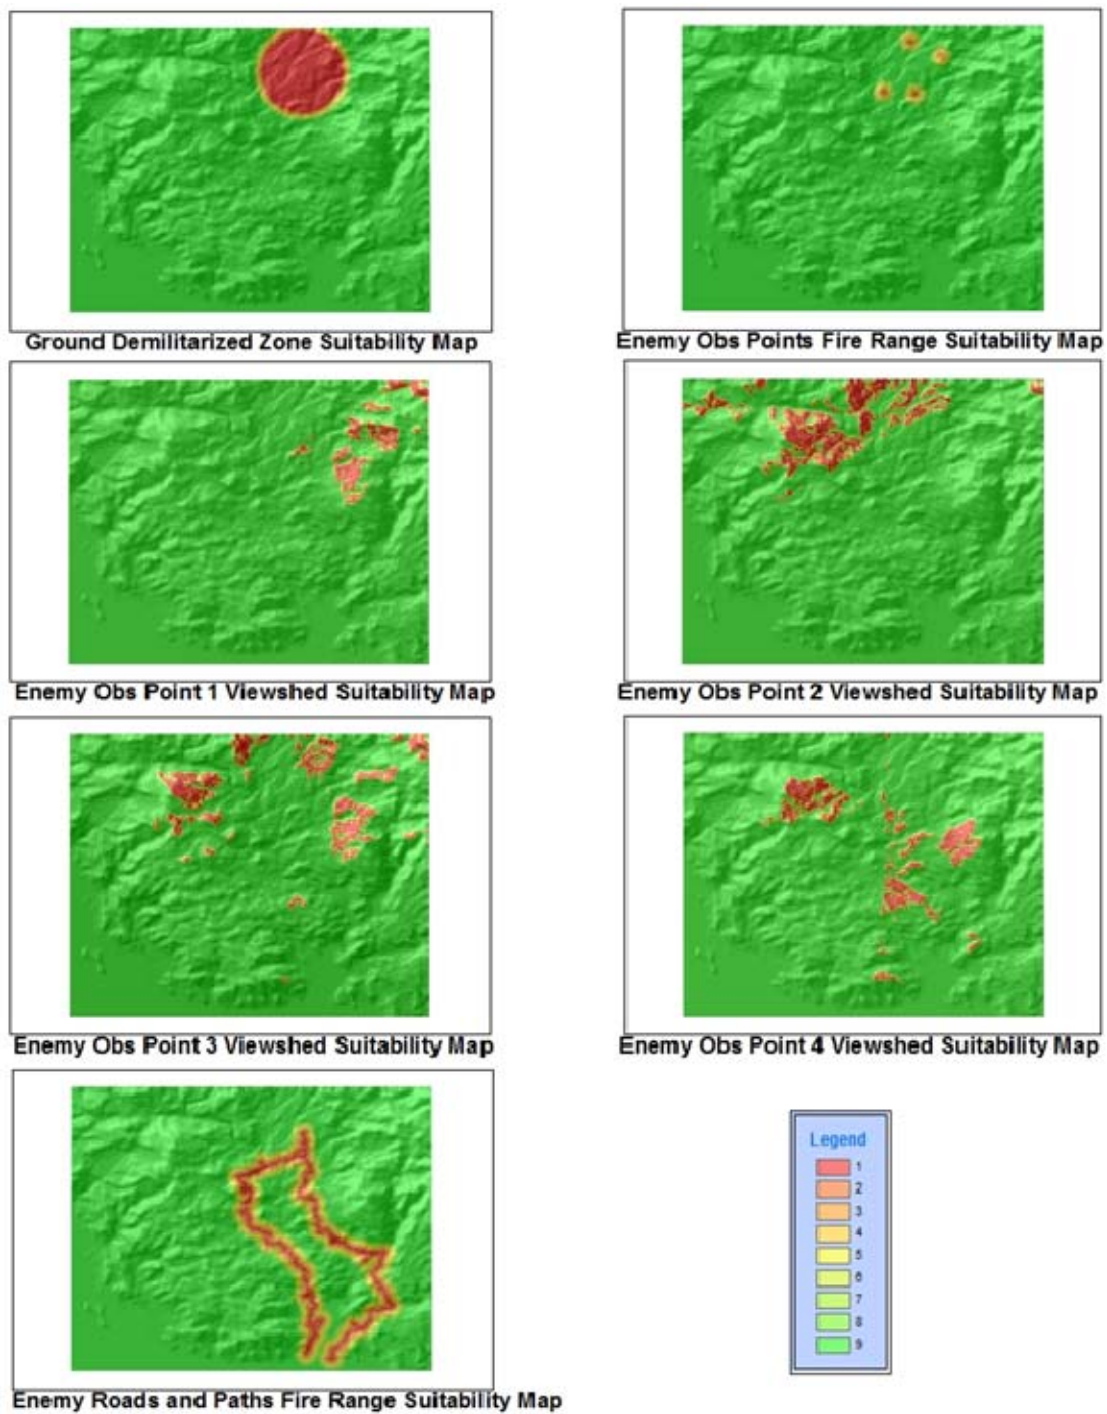 Ground Demilitarized Zone Suitability Map
Enemy Obs Points Fire Range Suitability Map
Enemy Obs Point 1 Viewshed Suitability Map
Enemy Obs Point 2 Viewshed Suitability Map
Enemy Obs Point 3 Viewshed Suitability Map
Enemy Obs Point 4 Viewshed Suitability Map
Enemy Roads and Paths Fire Range Suitability Map
Legend
1
2
3
4
5
6
7
8
9